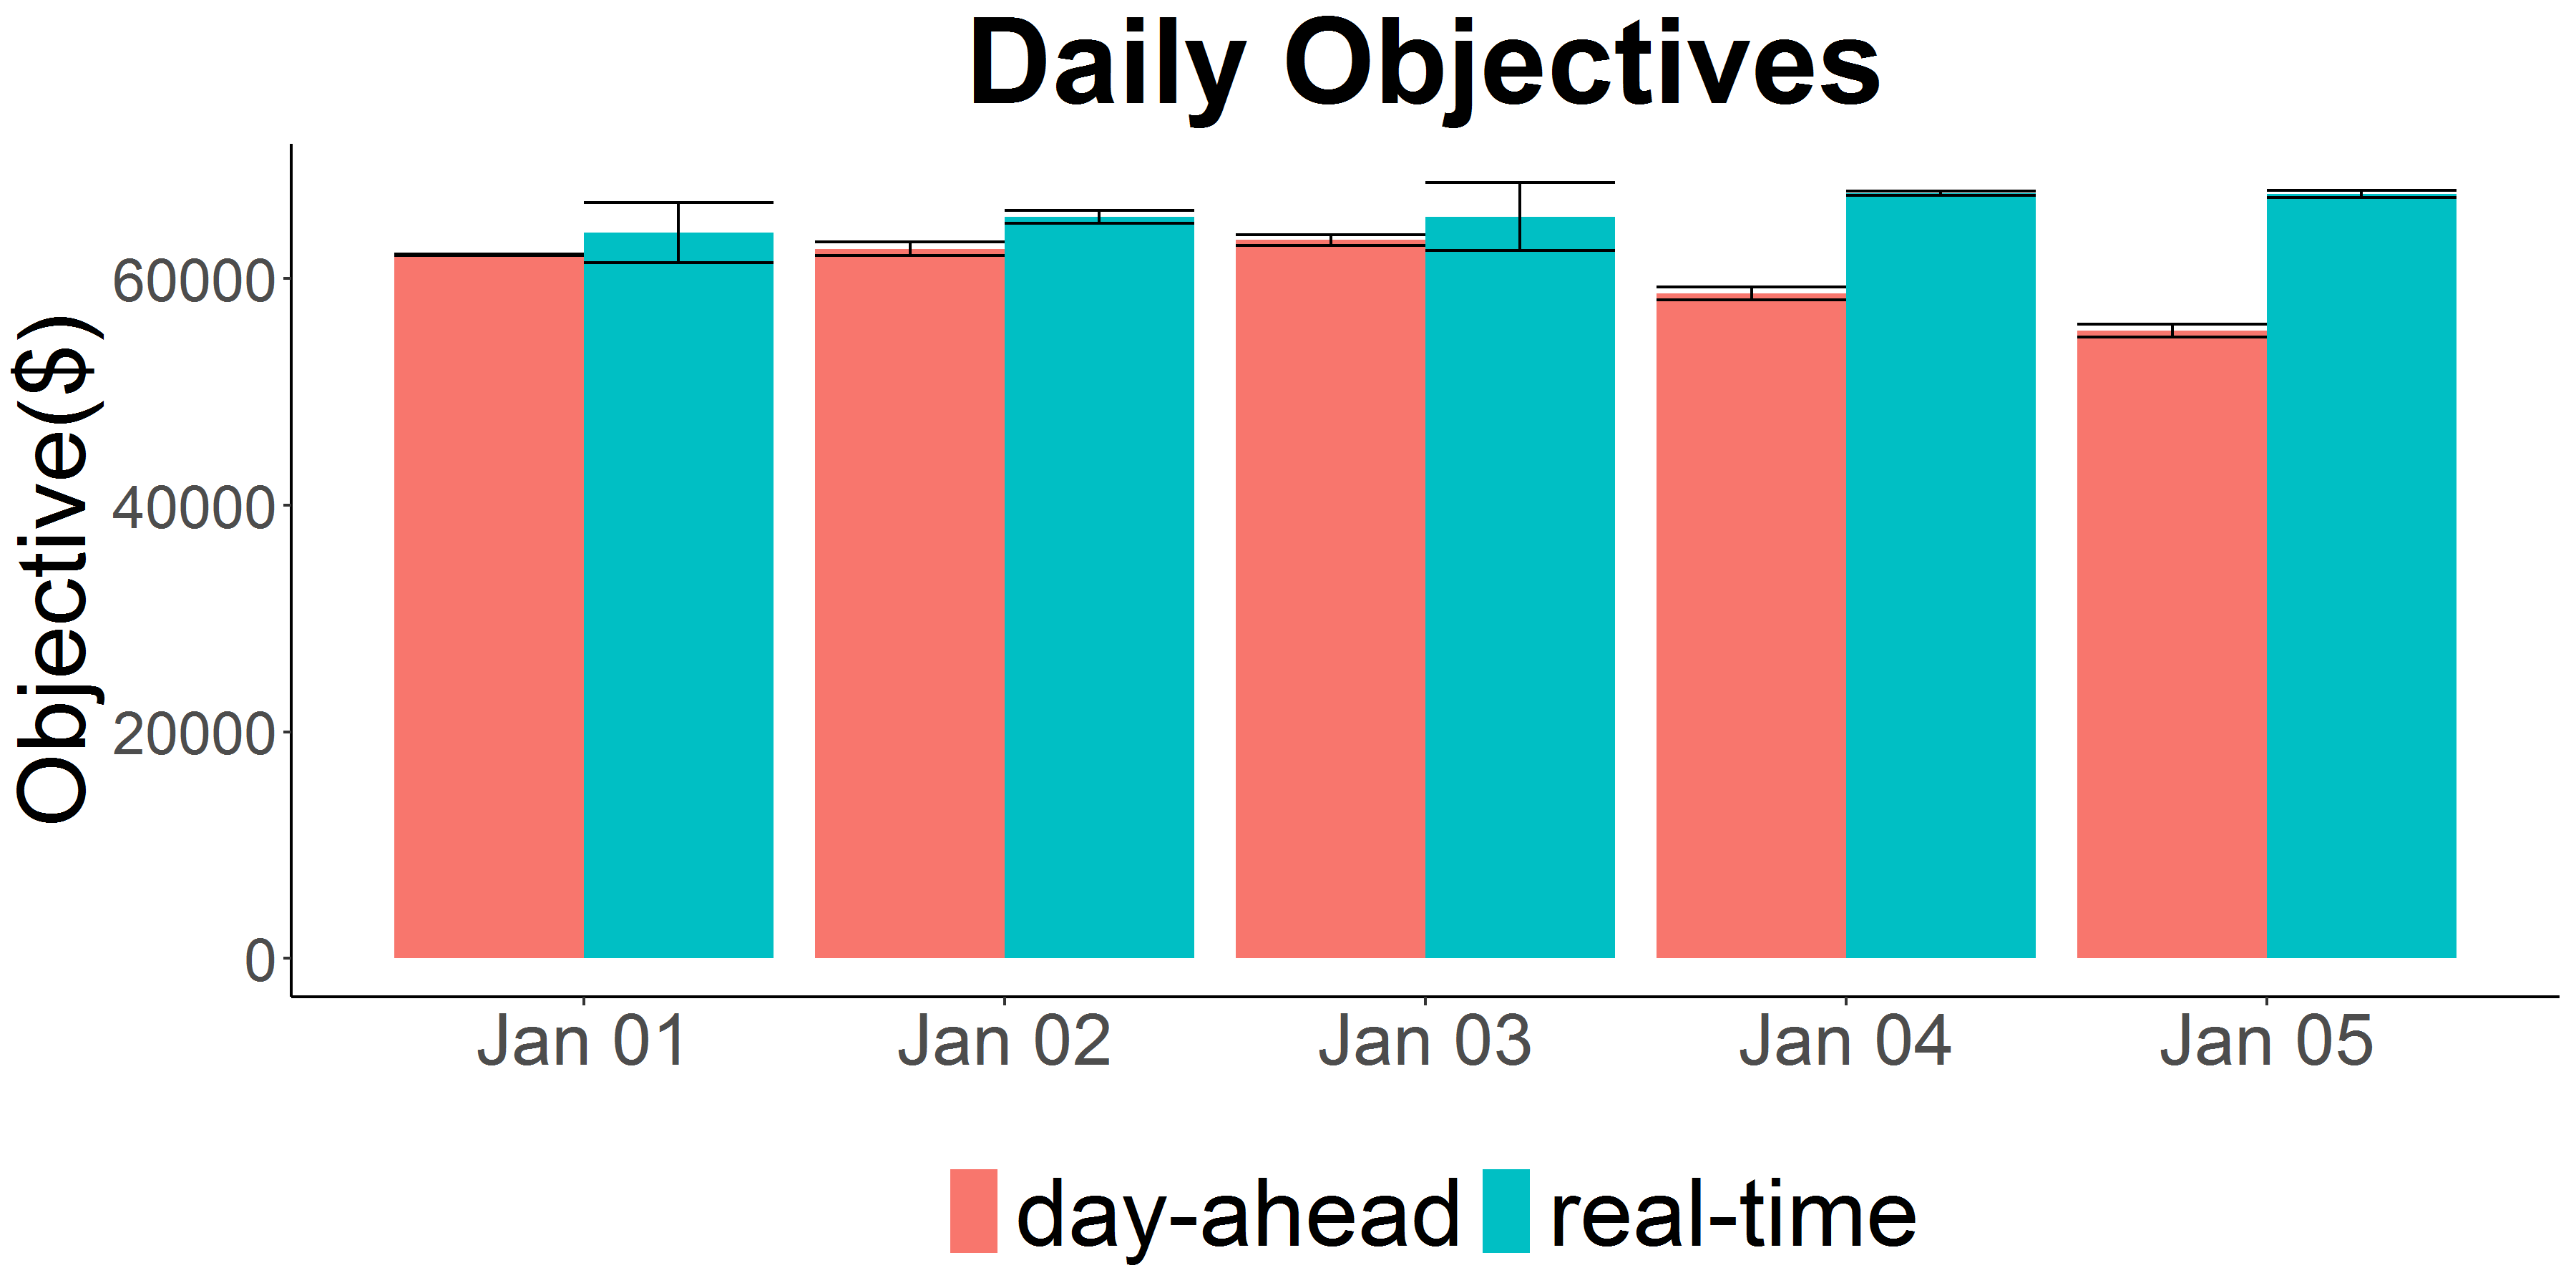 Daily Objectives
Objective($)
60000
40000
20000
0
Jan 01 Jan 02 Jan 03 Jan 04 Jan 05
day-ahead real-time